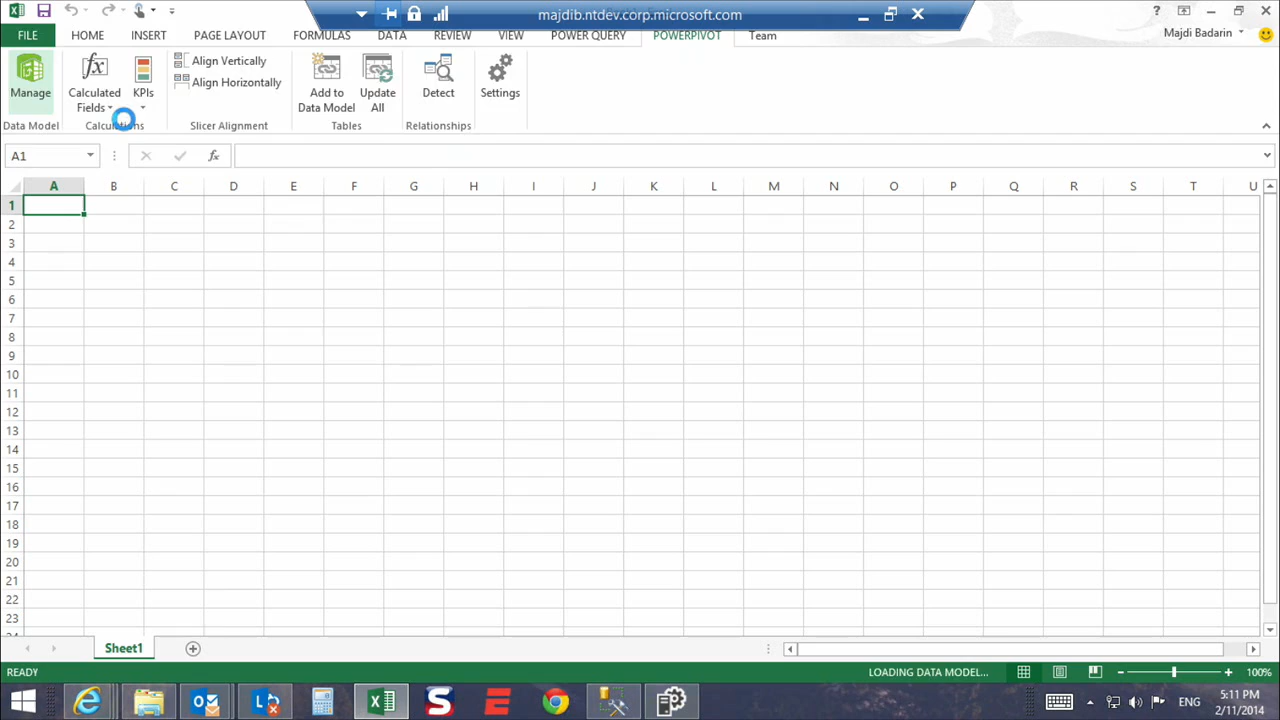 majdib.ntdev.corp.microsoft.com
FILE HOME INSERT PAGE LAYOUT FORMULAS DATA REVIEW VIEW POWER QUERY POWERPIVOT Team Majdi Badarin
Manage
Calculated Fields
KPIs
Align Vertically
Align Horizontally
Add to Data Model
Update All
Detect
Settings
Data Model Calculations Slicer Alignment Tables Relationships
A1 fx
A B C D E F G H I J K L M N O P Q R S T U
1
2
3
4
5
6
7
8
9
10
11
12
13
14
15
16
17
18
19
20
21
22
23
Sheet1
READY LOADING DATA MODEL... 100%
ENG 5:11 PM
2/11/2014